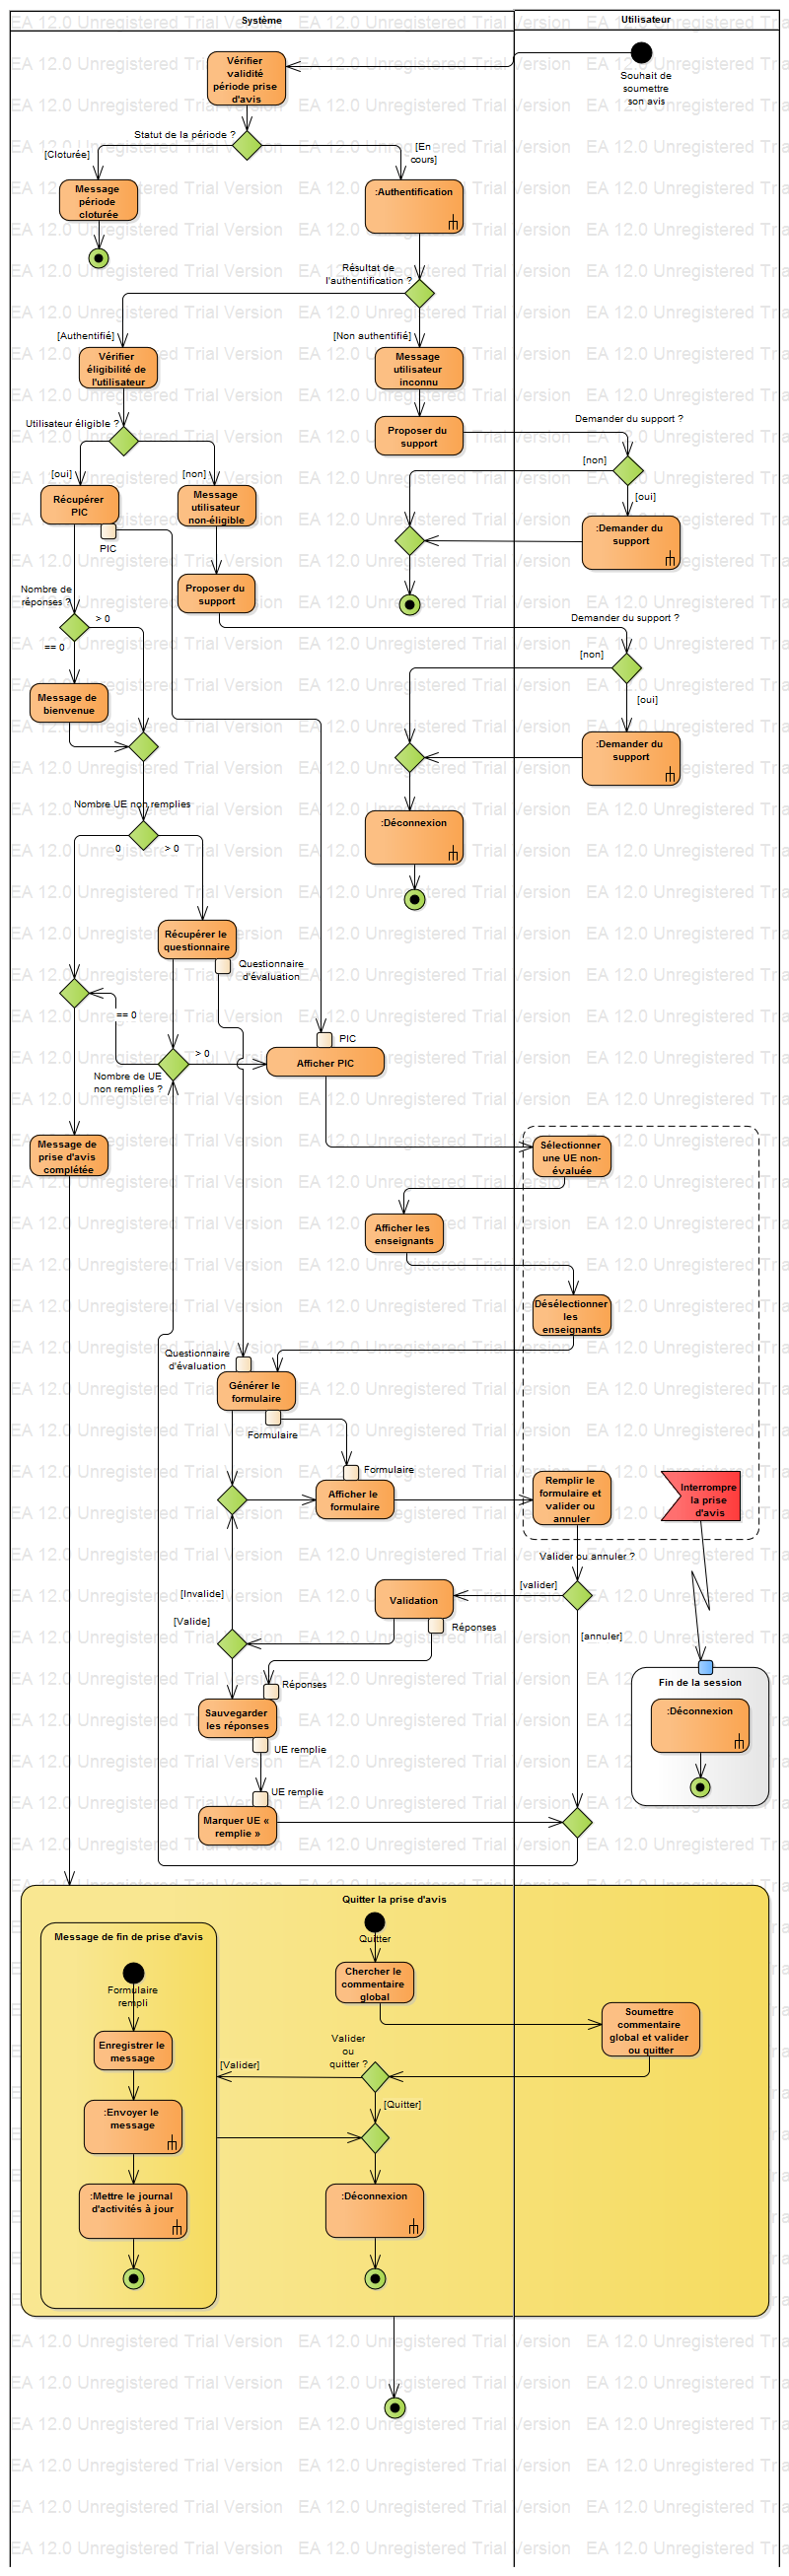 Système
Utilisateur
Vérifier
validité
période prise
d'avis
Souhait de
soumettre
son avis
Statut de la période ?
[Cloturée]
[En
cours]
Message
période
cloturée
:Authentification
Résultat de
l'authentification ?
[Authentifié]
[Non authentifié]
Vérifier
éligibilité de
l'utilisateur
Message
utilisateur
inconnu
Utilisateur éligible ?
Proposer du
support
Demander du support ?
[non]
[oui]
[oui]
[non]
Récupérer
PIC
PIC
Message
utilisateur
non-éligible
:Demander du
support
Nombre de
réponses ?
> 0
== 0
Proposer du
support
Demander du support ?
[non]
[oui]
Message de
bienvenue
:Demander du
support
Nombre UE non remplies
0
> 0
:Déconnexion
Récupérer le
questionnaire
Questionnaire
d'évaluation
== 0
PIC
> 0
Afficher PIC
Nombre de UE
non remplies ?
Message de
prise d'avis
complétée
Sélectionner
une UE non-
évaluée
Afficher les
enseignants
Désélectionner
les
enseignants
Questionnaire
d'évaluation
Générer le
formulaire
Formulaire
Formulaire
Afficher le
formulaire
Remplir le
formulaire et
valider ou
annuler
Interrompre
la prise
d'avis
Valider ou annuler ?
[valider]
[Invalide]
Validation
[Valide]
Réponses
[annuler]
Réponses
Sauvegarder
les réponses
UE remplie
UE remplie
Marquer UE «
remplie »
Fin de la session
:Déconnexion
Quitter la prise d'avis
Quitter
Message de fin de prise d'avis
Formulaire
rempli
Chercher le
commentaire
global
Soumettre
commentaire
global et valider
ou quitter
Enregistrer le
message
Valider
ou
quitter ?
[Valider]
[Quitter]
:Envoyer le
message
:Mettre le journal
d'activités à jour
:Déconnexion
EA 12.0 Unregistered Trial Version